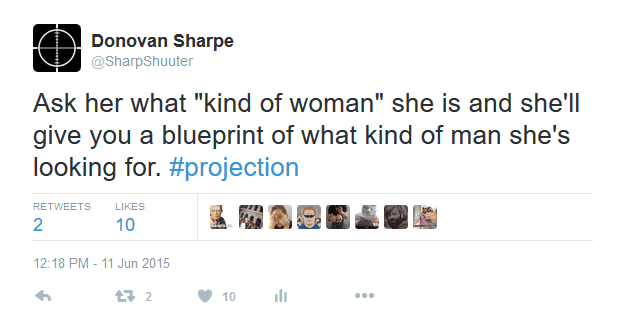 Donovan Sharpe
@SharpShuuter
Ask her what "kind of woman" she is and she'll
give you a blueprint of what kind of man she's
looking for. #projection
RETWEETS LIKES
2 10
12:18 PM - 11 Jun 2015
2 10